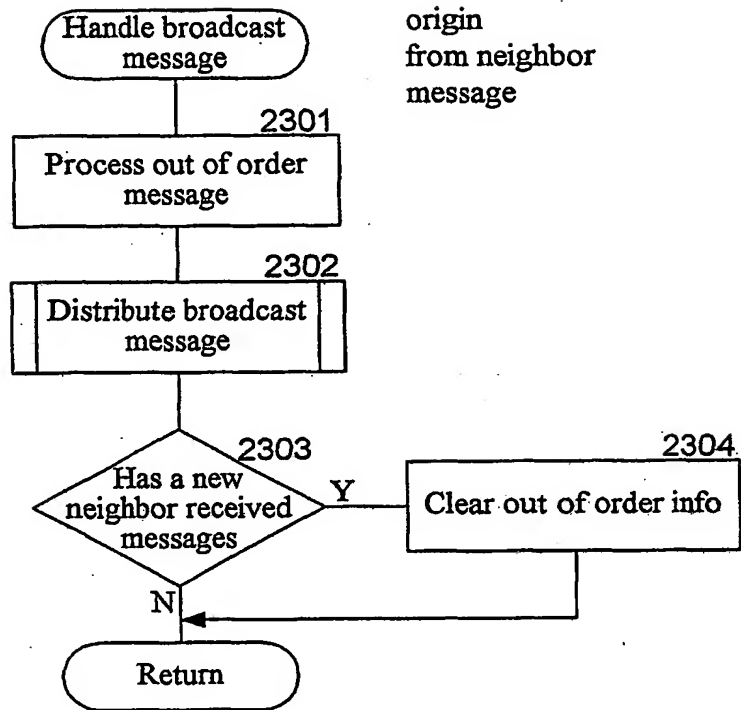 Handle broadcast
message
origin
from neighbor
message
2301
Process out of order
message
2302
Distribute broadcast
message
2303
Has a new
neighbor received
messages
Y
2304
Clear out of order info
N
Return